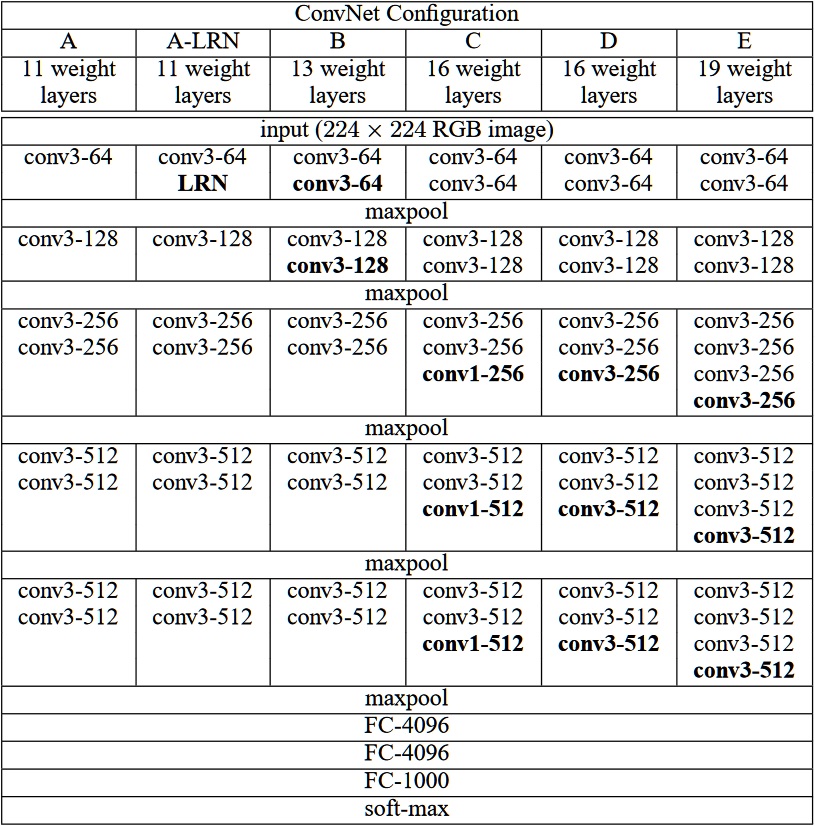 ConvNet Configuration
A A-LRN B C D E
11 weight 11 weight 13 weight 16 weight 16 weight 19 weight
layers layers layers layers layers layers
input (224 × 224 RGB image)
conv3-64 conv3-64 conv3-64 conv3-64 conv3-64 conv3-64
LRN conv3-64 conv3-64 conv3-64 conv3-64
maxpool
conv3-128 conv3-128 conv3-128 conv3-128 conv3-128 conv3-128
conv3-128 conv3-128 conv3-128 conv3-128
maxpool
conv3-256 conv3-256 conv3-256 conv3-256 conv3-256 conv3-256
conv3-256 conv3-256 conv3-256 conv3-256 conv3-256 conv3-256
conv1-256 conv3-256 conv3-256
conv3-256
maxpool
conv3-512 conv3-512 conv3-512 conv3-512 conv3-512 conv3-512
conv3-512 conv3-512 conv3-512 conv3-512 conv3-512 conv3-512
conv1-512 conv3-512 conv3-512
conv3-512
maxpool
conv3-512 conv3-512 conv3-512 conv3-512 conv3-512 conv3-512
conv3-512 conv3-512 conv3-512 conv3-512 conv3-512 conv3-512
conv1-512 conv3-512 conv3-512
conv3-512
maxpool
FC-4096
FC-4096
FC-1000
soft-max